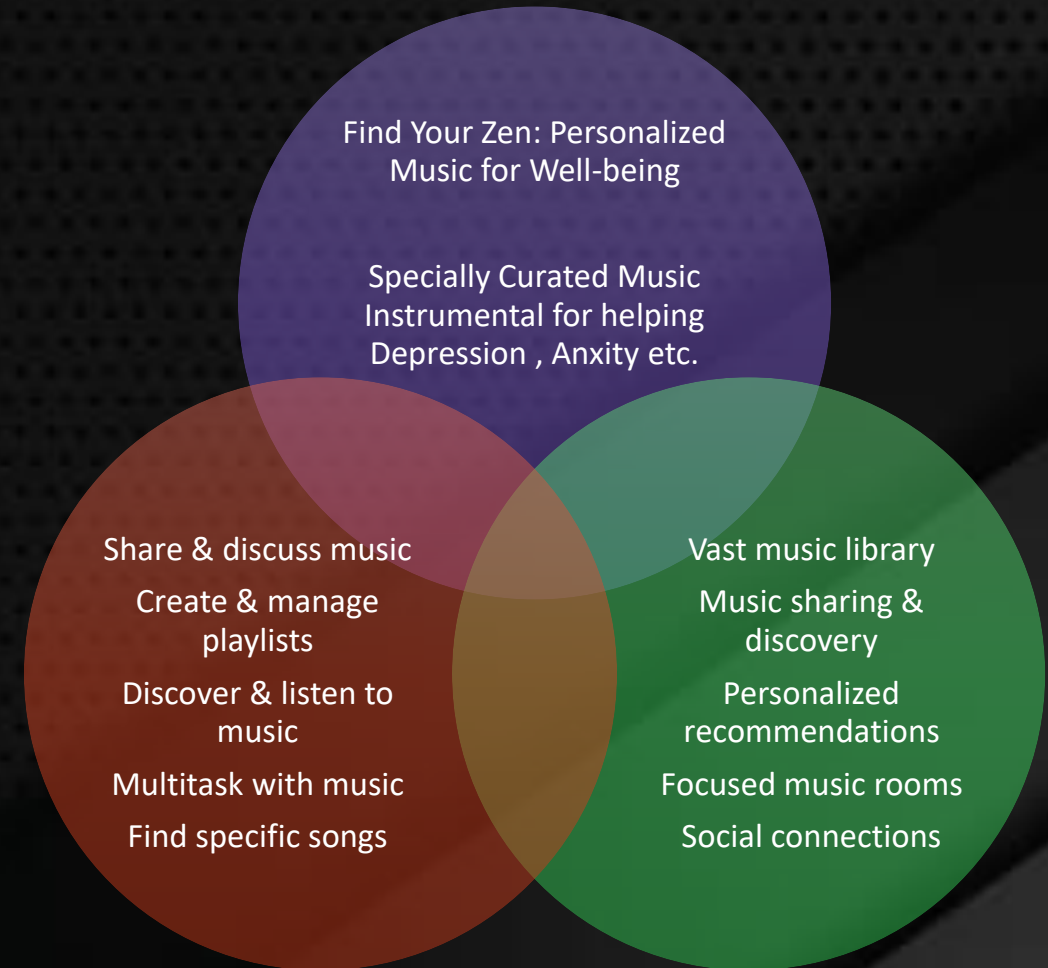 Find Your Zen: Personalized
Music for Well-being
Specially Curated Music
Instrumental for helping
Depression , Anxity etc.
Share & discuss music
Create & manage
playlists
Discover & listen to
music
Multitask with music
Find specific songs
Vast music library
Music sharing &
discovery
Personalized
recommendations
Focused music rooms
Social connections